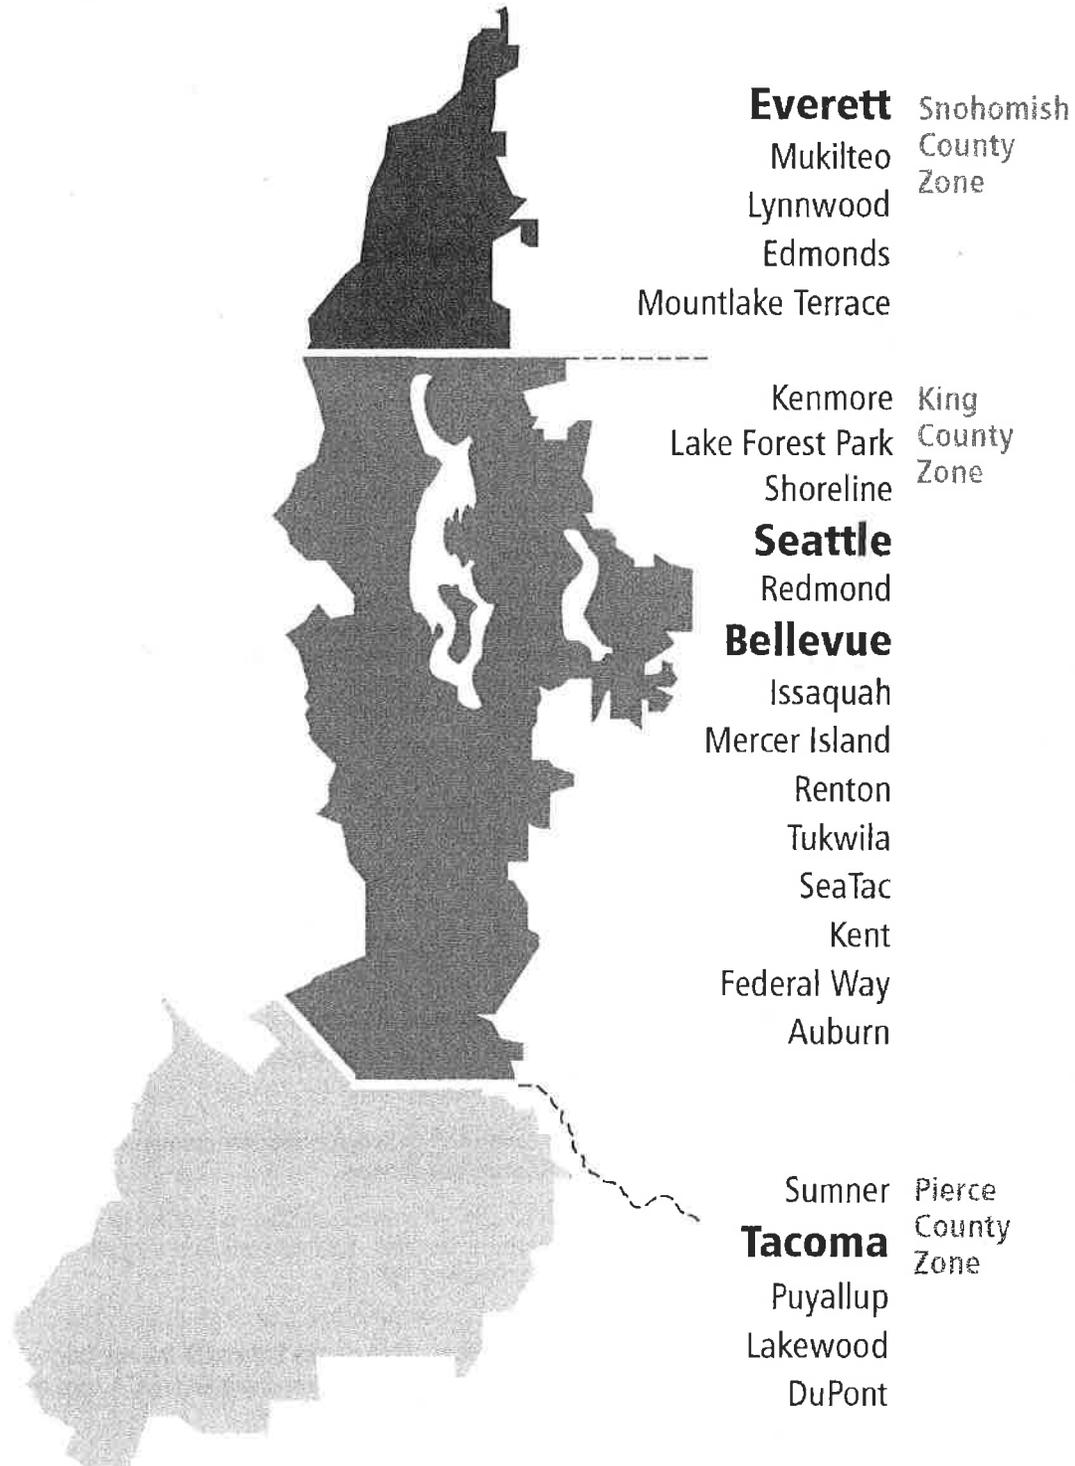 Everett
Snohomish
County
Zone
Mukilteo
Lynnwood
Edmonds
Mountlake Terrace
Kenmore
King
County
Zone
Lake Forest Park
Shoreline
Seattle
Redmond
Bellevue
Issaquah
Mercer Island
Renton
Tukwila
SeaTac
Kent
Federal Way
Auburn
Sumner
Pierce
County
Zone
Tacoma
Puyallup
Lakewood
DuPont